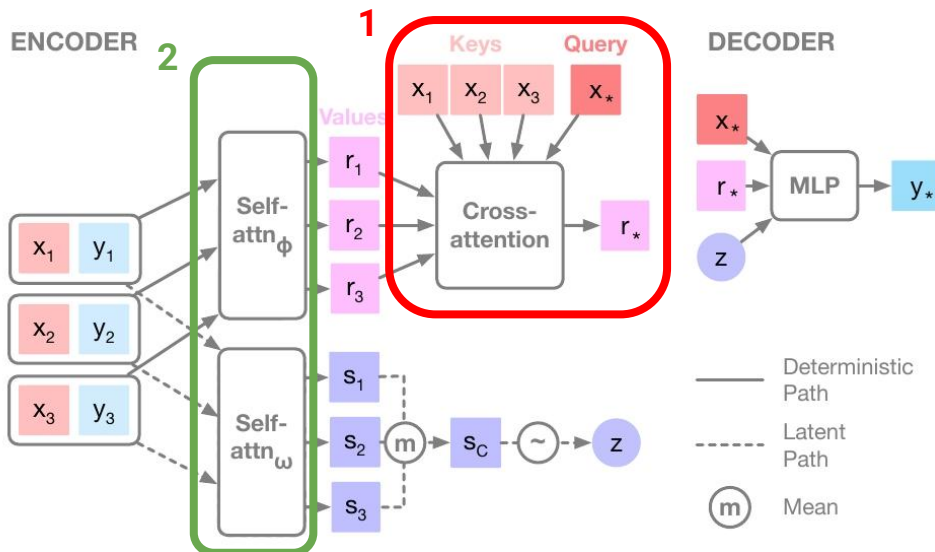 1
2
ENCODER
Keys
Query
DECODER
x₁ x₂ x₃ x*
Values
r₁
r₂
r₃
Self-
attnϕ
Cross-
attention
r*
x*
r*
z
MLP
y*
x₁ y₁
x₂ y₂
x₃ y₃
Self-
attnω
s₁
s₂
s₃
m
s_C
~
z
Deterministic
Path
Latent
Path
m Mean